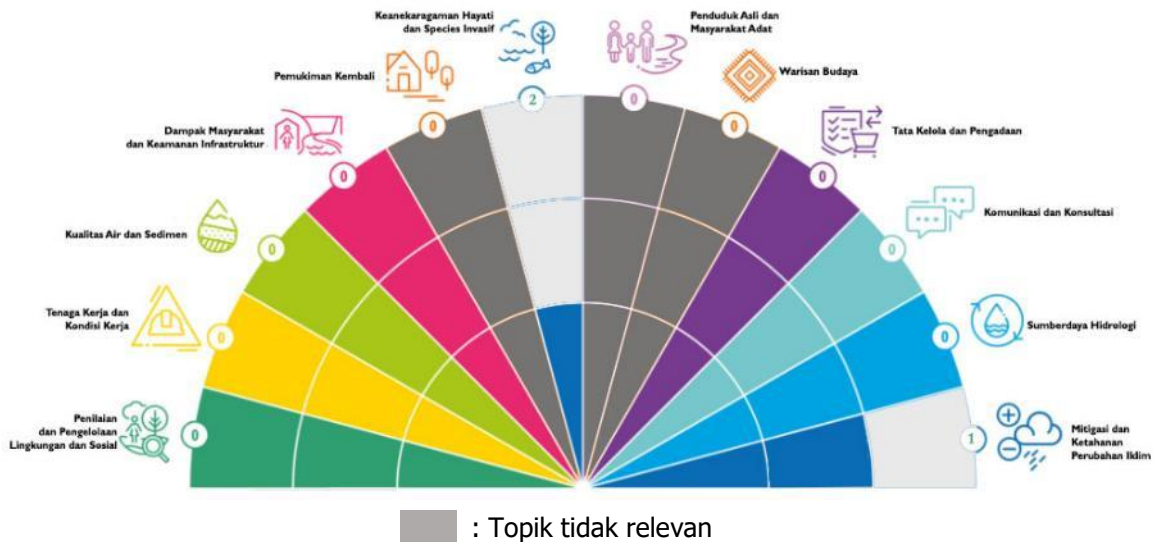 Keanekaragaman Hayati
dan Species Invasif
2
Penduduk Asli dan
Masyarakat Adat
0
Pemukiman Kembali
0
Warisan Budaya
0
Dampak Masyarakat
dan Keamanan Infrastruktur
0
Tata Kelola dan Pengadaan
0
Kualitas Air dan Sedimen
0
Komunikasi dan Konsultasi
0
Tenaga Kerja dan
Kondisi Kerja
0
Sumberdaya Hidrologi
0
Penilaian
dan Pengelolaan
Lingkungan dan Sosial
0
Mitigasi dan
Ketahanan
Perubahan Iklim
1
: Topik tidak relevan